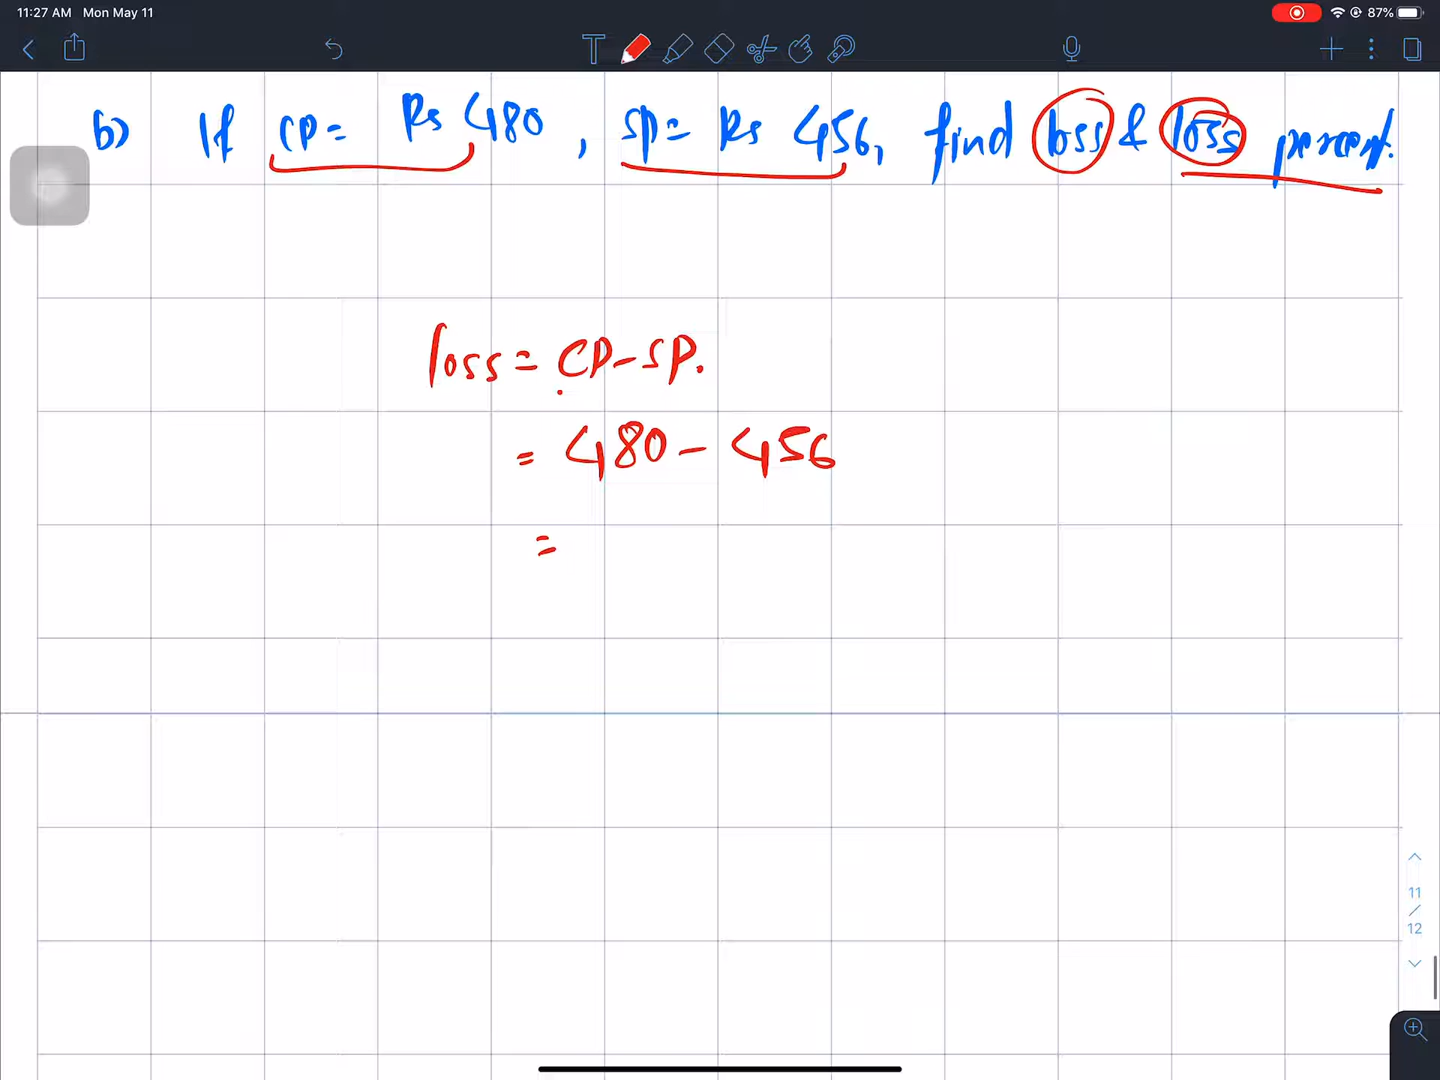 11:27 AM Mon May 11
87%
b) If CP = Rs 480, SP = Rs 456, find loss & loss percent.
loss = CP - SP.
= 480 - 456
=
11
/
12